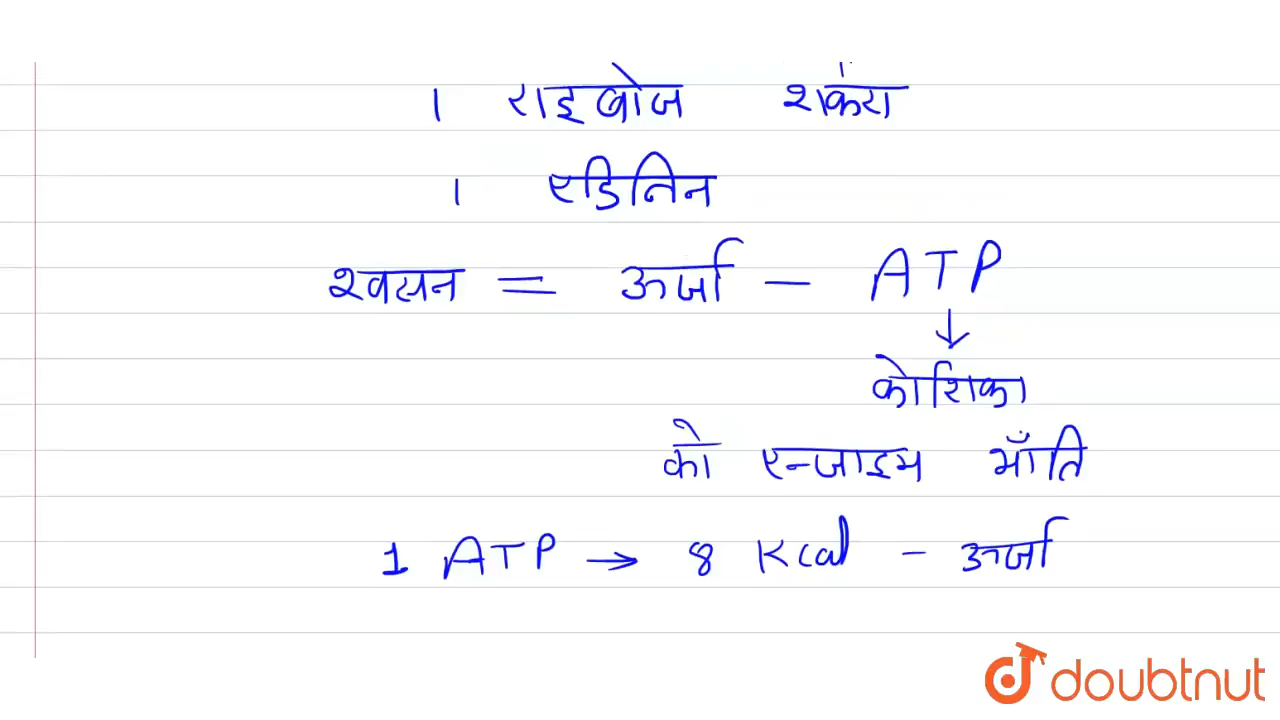 1 राइबोज शर्करा
1 एडिनिन
श्वसन = ऊर्जा - ATP
↓
कोशिका
की एन्जाइम भाँति
1 ATP → 8 Kcal - ऊर्जा
doubtnut